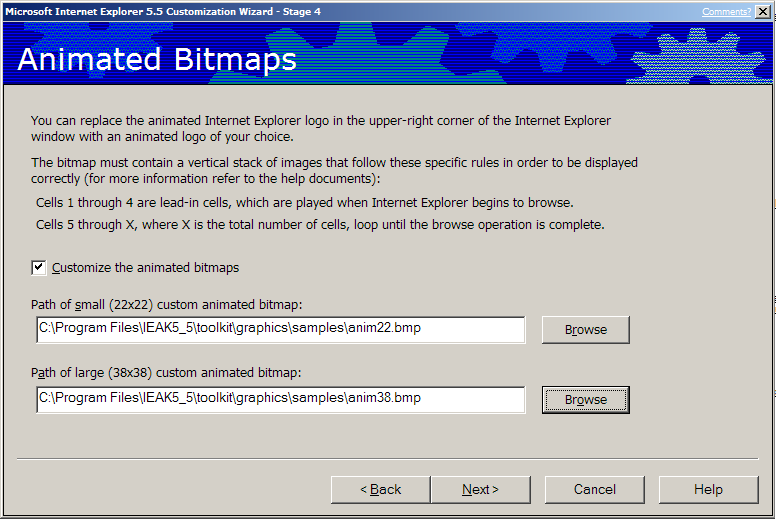 Microsoft Internet Explorer 5.5 Customization Wizard - Stage 4
Comments?
Animated Bitmaps
You can replace the animated Internet Explorer logo in the upper-right corner of the Internet Explorer
window with an animated logo of your choice.
The bitmap must contain a vertical stack of images that follow these specific rules in order to be displayed
correctly (for more information refer to the help documents):
Cells 1 through 4 are lead-in cells, which are played when Internet Explorer begins to browse.
Cells 5 through X, where X is the total number of cells, loop until the browse operation is complete.
Customize the animated bitmaps
Path of small (22x22) custom animated bitmap:
C:\Program Files\IEAK5_5\toolkit\graphics\samples\anim22.bmp
Browse
Path of large (38x38) custom animated bitmap:
C:\Program Files\IEAK5_5\toolkit\graphics\samples\anim38.bmp
Browse
< Back
Next >
Cancel
Help